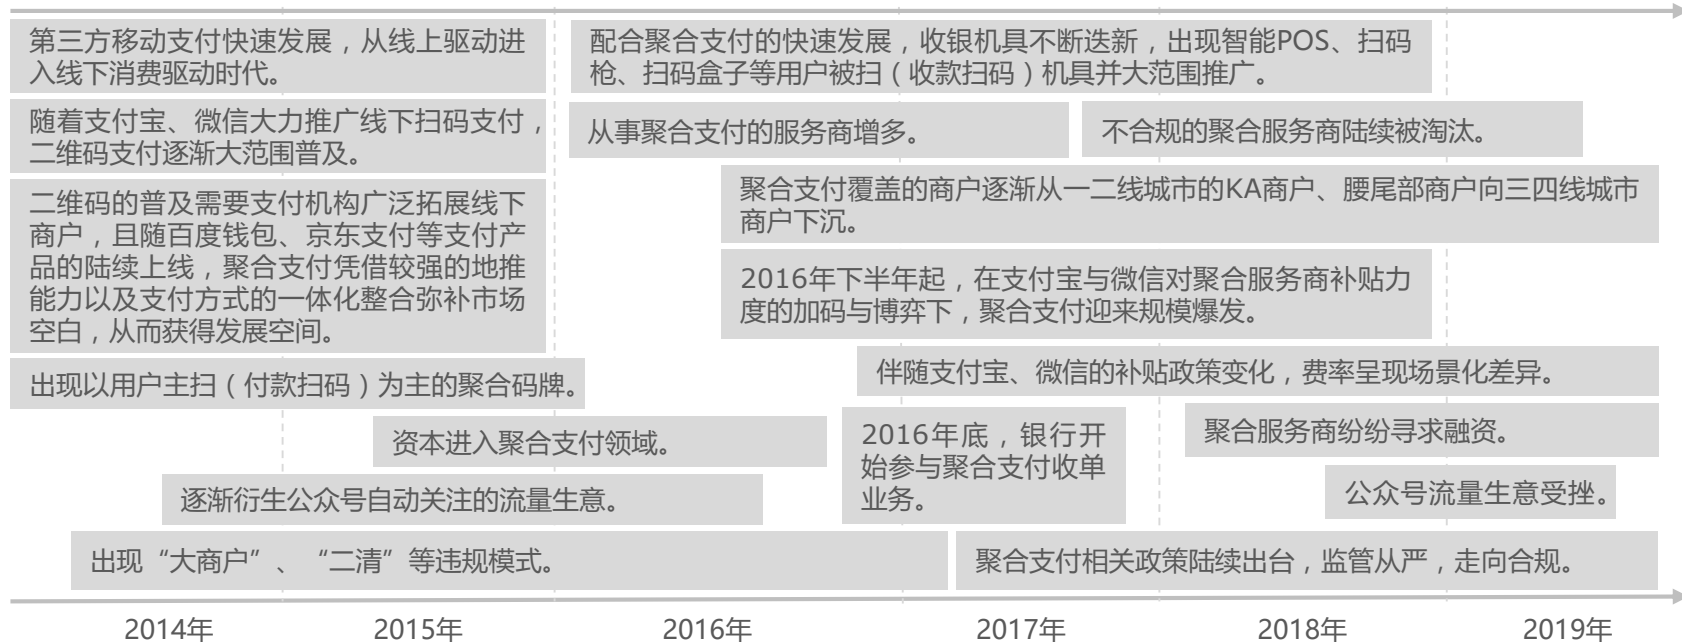 第三方移动支付快速发展，从线上驱动进
入线下消费驱动时代。
配合聚合支付的快速发展，收银机具不断迭新，出现智能POS、扫码
枪、扫码盒子等用户被扫（收款扫码）机具并大范围推广。
随着支付宝、微信大力推广线下扫码支付，
二维码支付逐渐大范围普及。
从事聚合支付的服务商增多。
不合规的聚合服务商陆续被淘汰。
二维码的普及需要支付机构广泛拓展线下
商户，且随百度钱包、京东支付等支付产
品的陆续上线，聚合支付凭借较强的地推
能力以及支付方式的一体化整合弥补市场
空白，从而获得发展空间。
聚合支付覆盖的商户逐渐从一二线城市的KA商户、腰尾部商户向三四线城市
商户下沉。
2016年下半年起，在支付宝与微信对聚合服务商补贴力
度的加码与博弈下，聚合支付迎来规模爆发。
出现以用户主扫（付款扫码）为主的聚合码牌。
伴随支付宝、微信的补贴政策变化，费率呈现场景化差异。
资本进入聚合支付领域。
2016年底，银行开
始参与聚合支付收单
业务。
聚合服务商纷纷寻求融资。
逐渐衍生公众号自动关注的流量生意。
公众号流量生意受挫。
出现“大商户”、“二清”等违规模式。
聚合支付相关政策陆续出台，监管从严，走向合规。
2014年
2015年
2016年
2017年
2018年
2019年